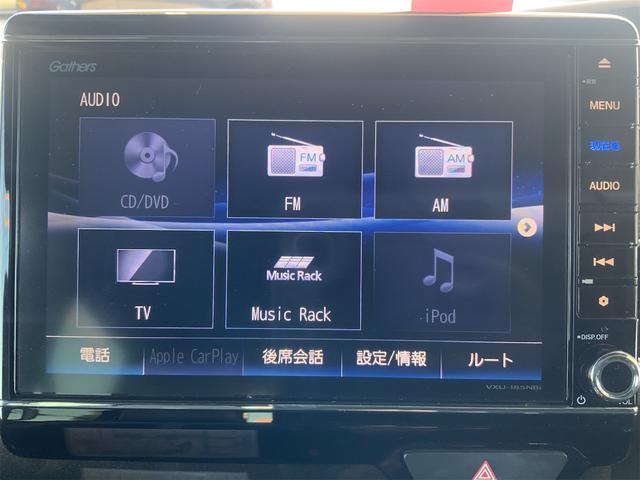 Gathers
AUDIO
CD/DVD
FM
FM
AM
AM
TV
Music Rack
Music Rack
iPod
電話
Apple CarPlay
後席会話
設定/情報
ルート
VXU-185NBi
MENU
現在地
AUDIO
DISP.OFF
VOL